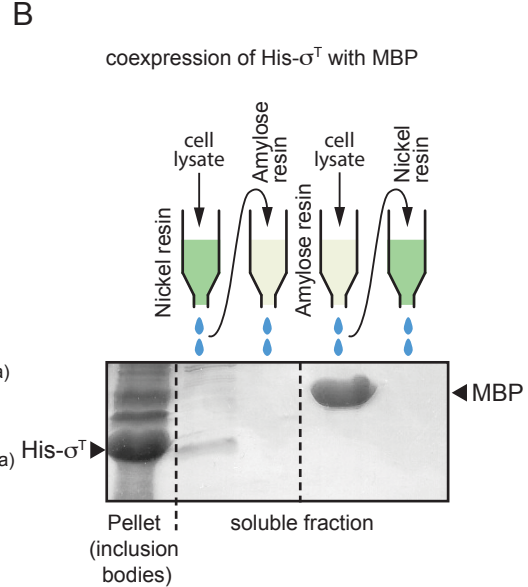 B
coexpression of His-σᵀ with MBP
cell
lysate
Amylose
resin
cell
lysate
Nickel
resin
Nickel resin
Amylose resin
a)
MBP
a)
His-σᵀ
Pellet
(inclusion
bodies)
soluble fraction